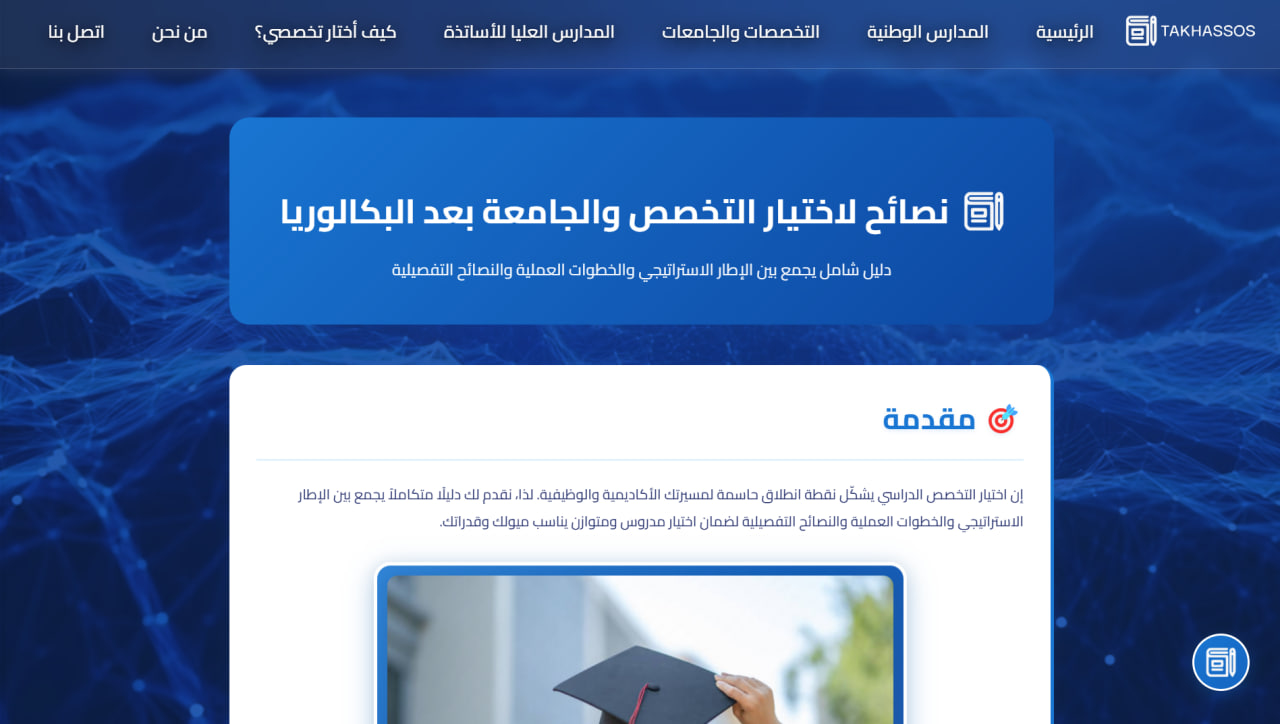 TAKHASSOS
الرئيسية
المدارس الوطنية
التخصصات والجامعات
المدارس العليا للأساتذة
كيف أختار تخصصي؟
من نحن
اتصل بنا
نصائح لاختيار التخصص والجامعة بعد البكالوريا
دليل شامل يجمع بين الإطار الاستراتيجي والخطوات العملية والنصائح التفصيلية
مقدمة
إن اختيار التخصص الدراسي يشكّل نقطة انطلاق حاسمة لمسيرتك الأكاديمية والوظيفية. لذا، نقدم لك دليلًا متكاملاً يجمع بين الإطار
الاستراتيجي والخطوات العملية والنصائح التفصيلية لضمان اختيار مدروس ومتوازن يناسب ميولك وقدراتك.